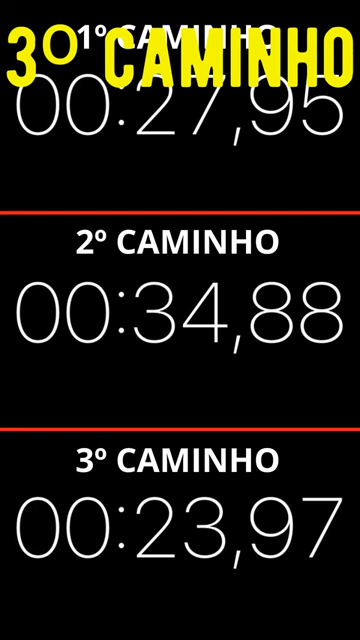 1º CAMINHO
3º CAMINHO
00:27,95
2º CAMINHO
00:34,88
3º CAMINHO
00:23,97